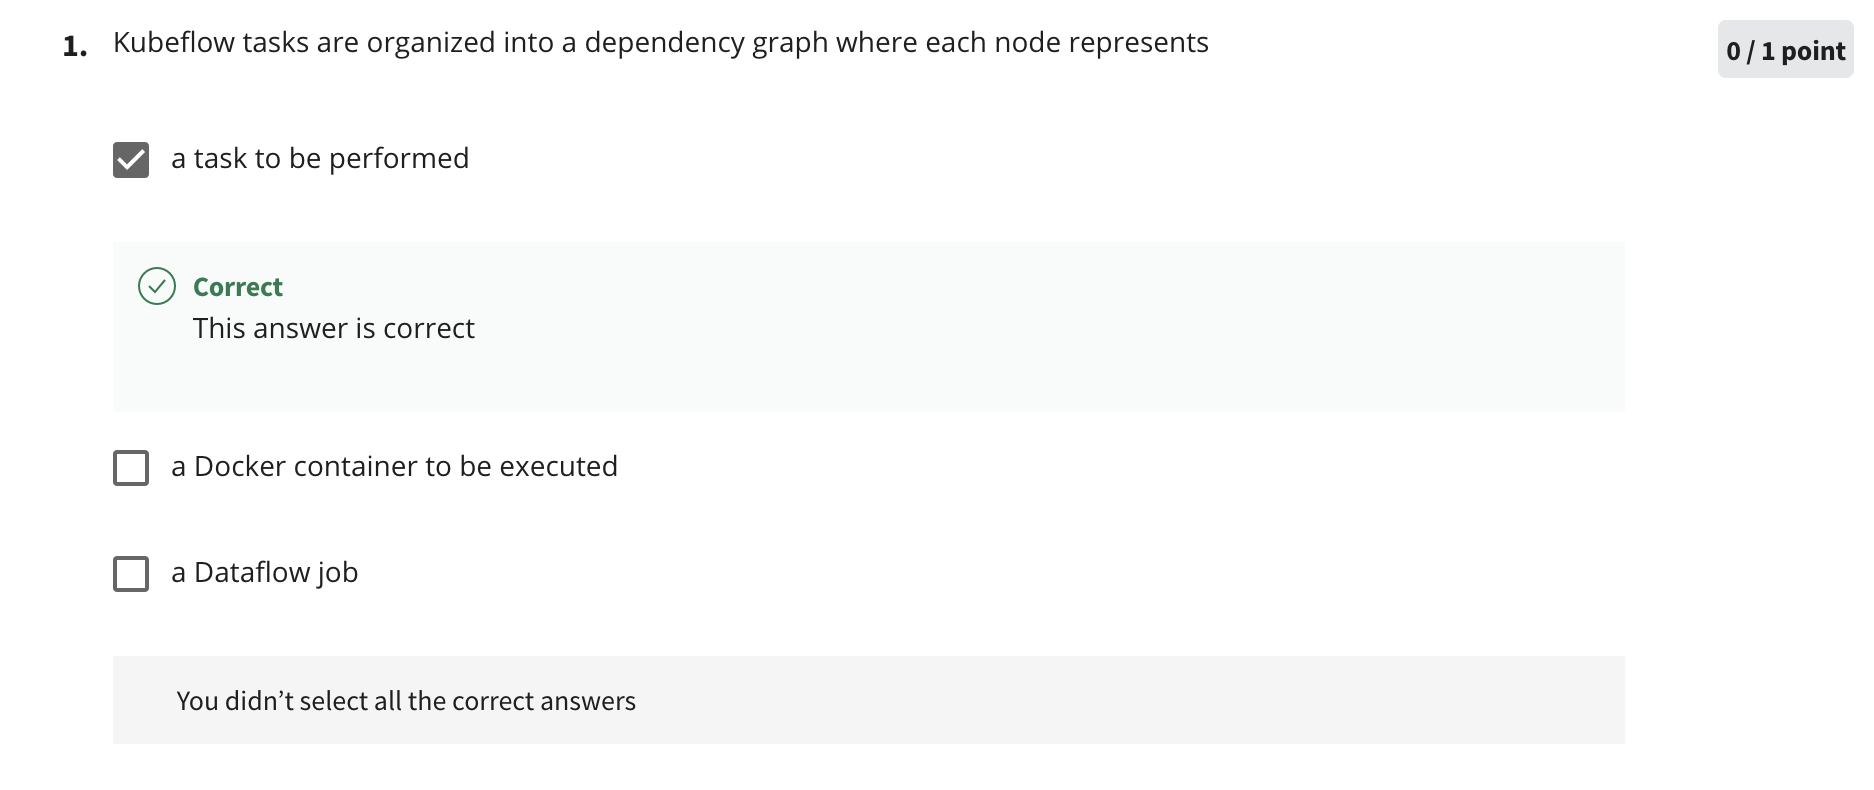 1. Kubeflow tasks are organized into a dependency graph where each node represents
0 / 1 point
a task to be performed
Correct
This answer is correct
a Docker container to be executed
a Dataflow job
You didn’t select all the correct answers